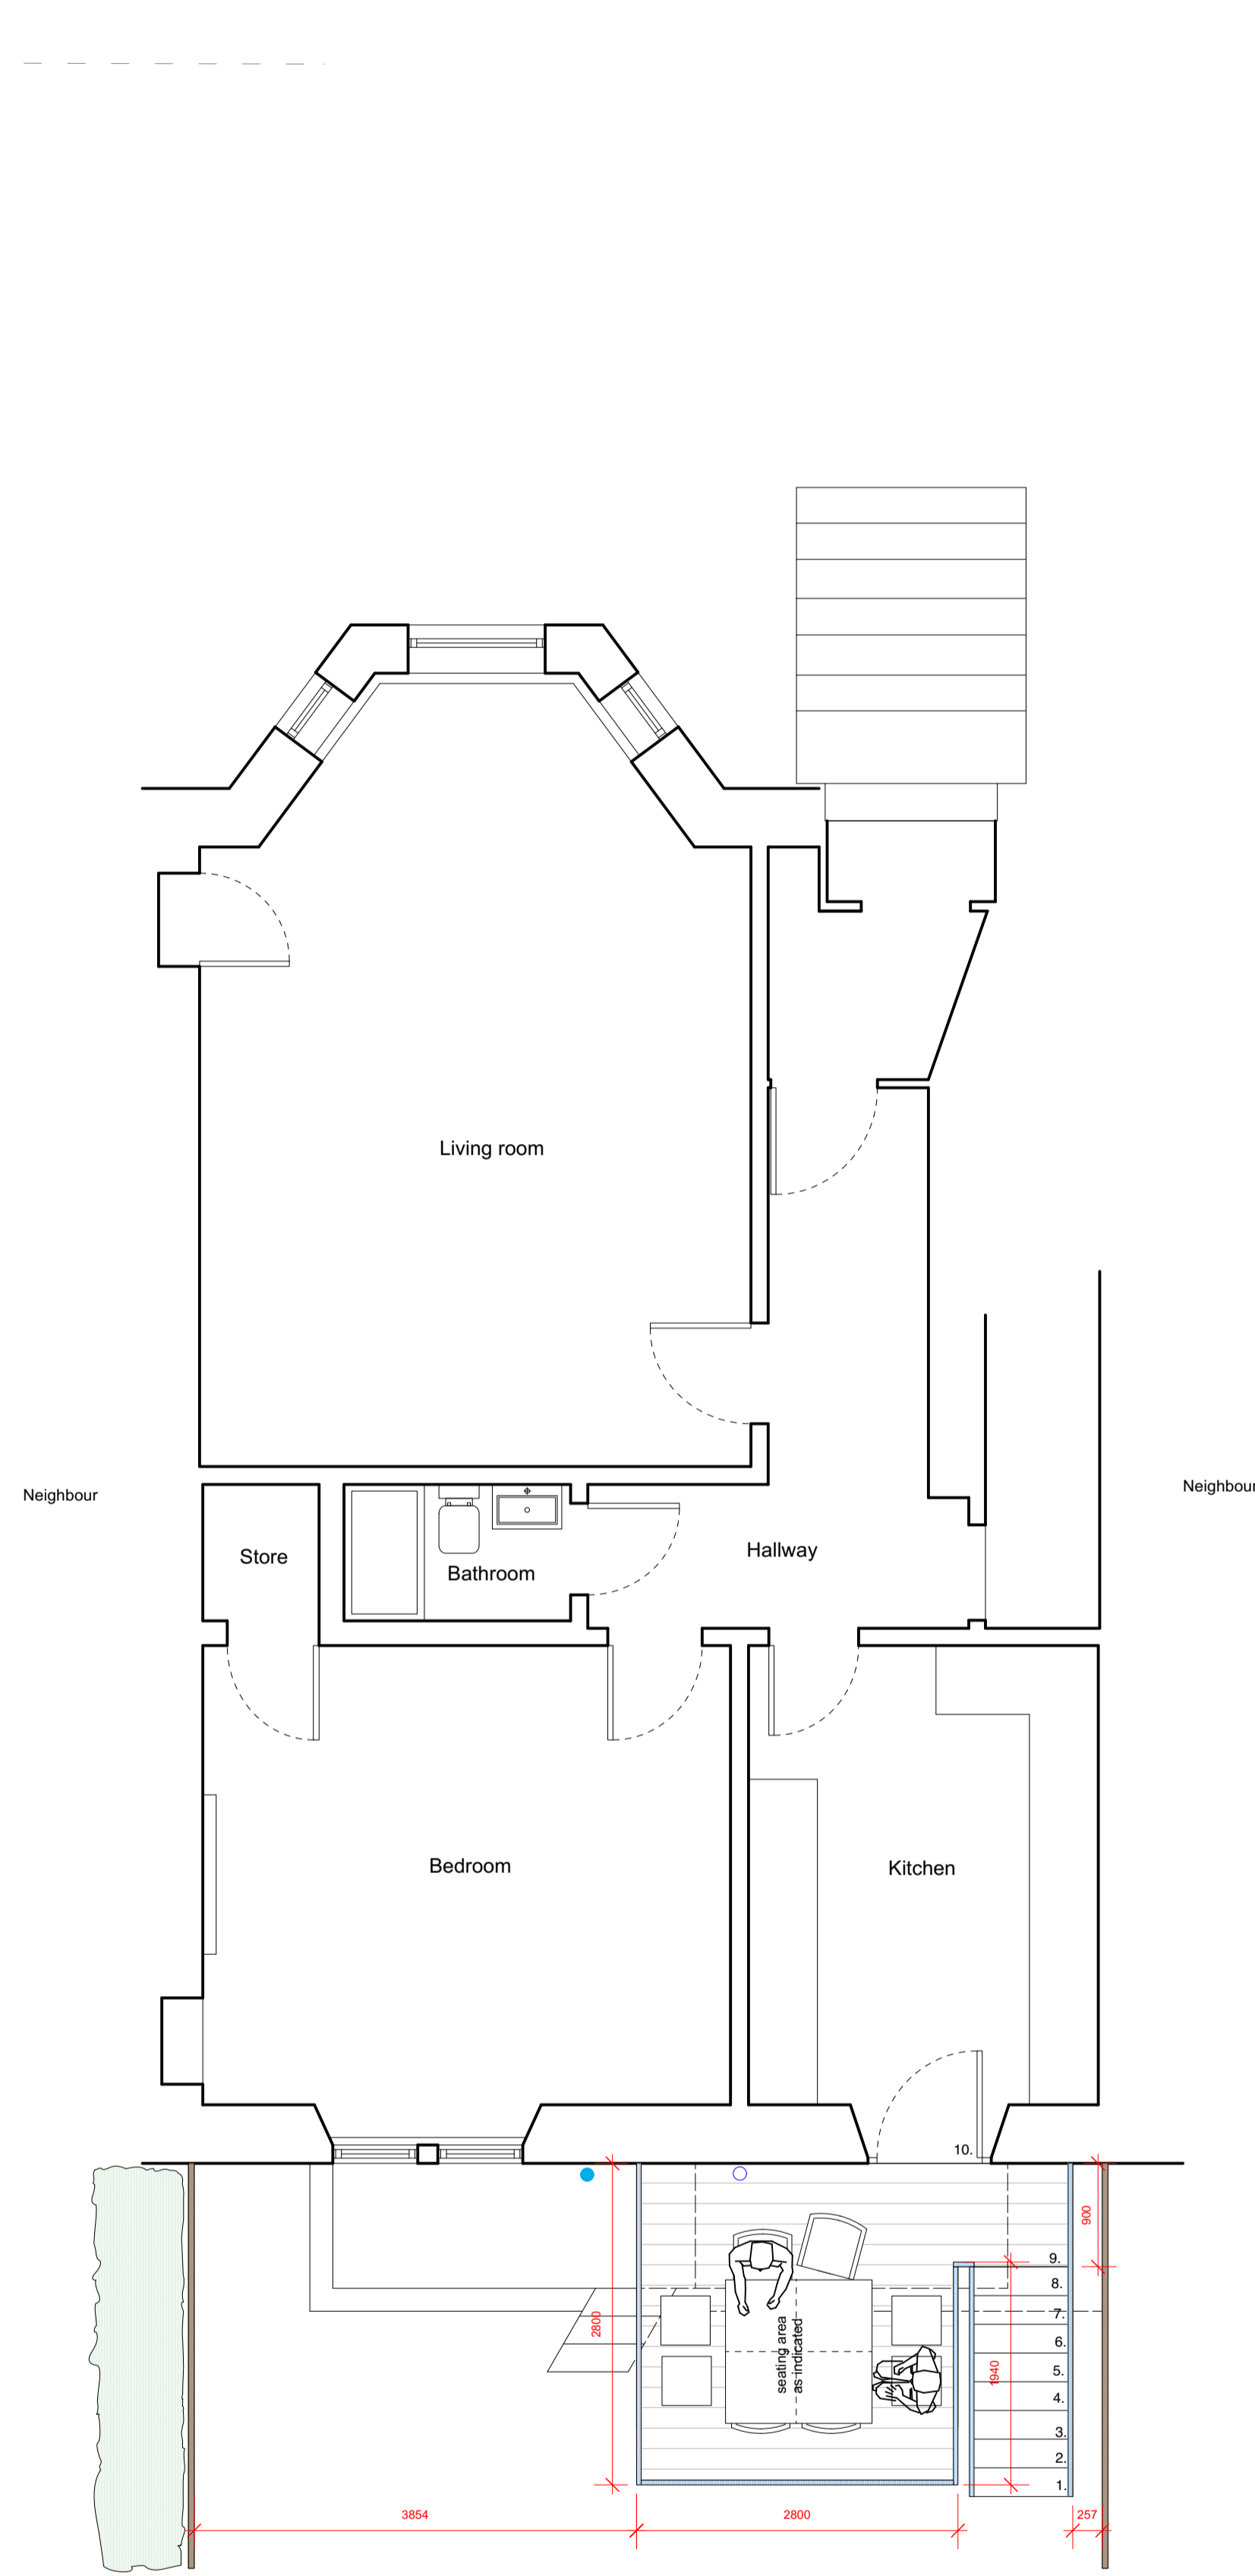 Living room
Neighbour
Neighbour
Store
Bathroom
Hallway
Bedroom
Kitchen
10.
900
9.
8.
7.
6.
5.
4.
3.
2.
1.
2800
seating area
as indicated
1940
3854
2800
257